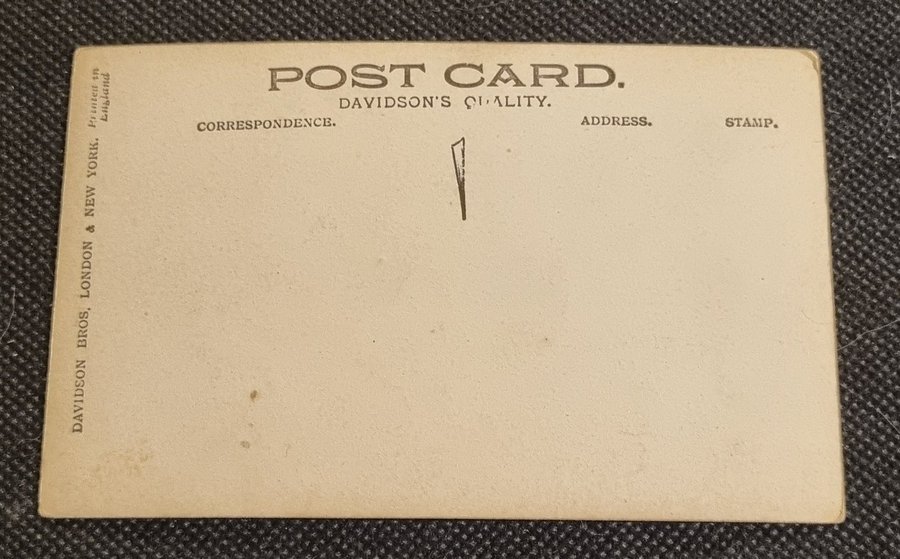 POST CARD.
DAVIDSON'S QUALITY.
CORRESPONDENCE. ADDRESS. STAMP.
DAVIDSON BROS, LONDON & NEW YORK. Printed in
England